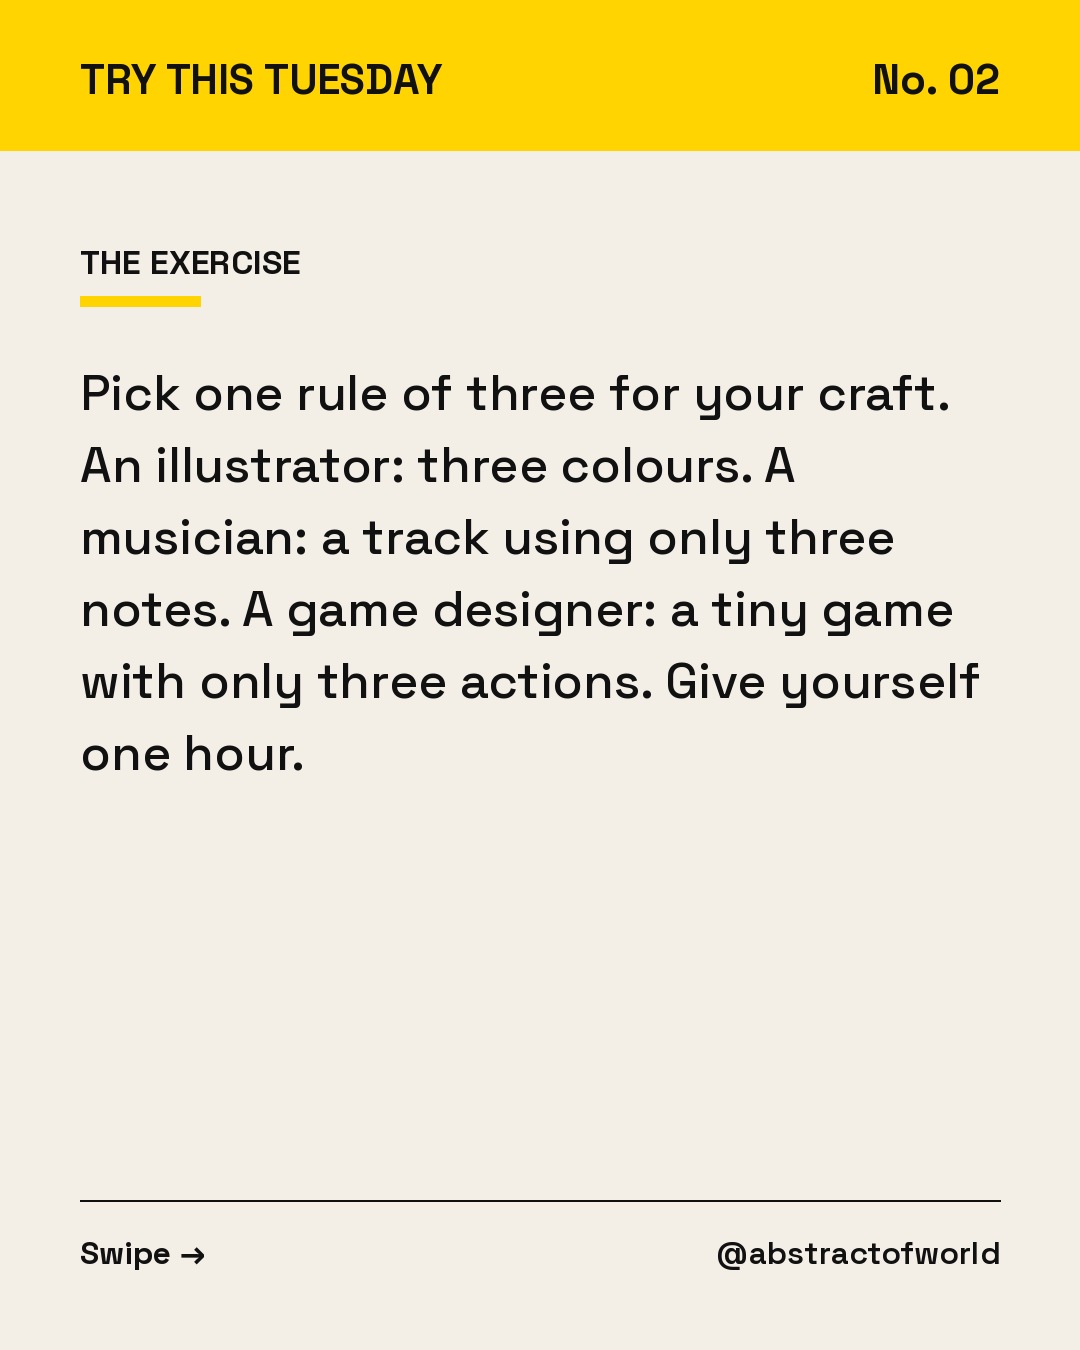 TRY THIS TUESDAY No. 02
THE EXERCISE
Pick one rule of three for your craft.
An illustrator: three colours. A
musician: a track using only three
notes. A game designer: a tiny game
with only three actions. Give yourself
one hour.
Swipe → @abstractofworld